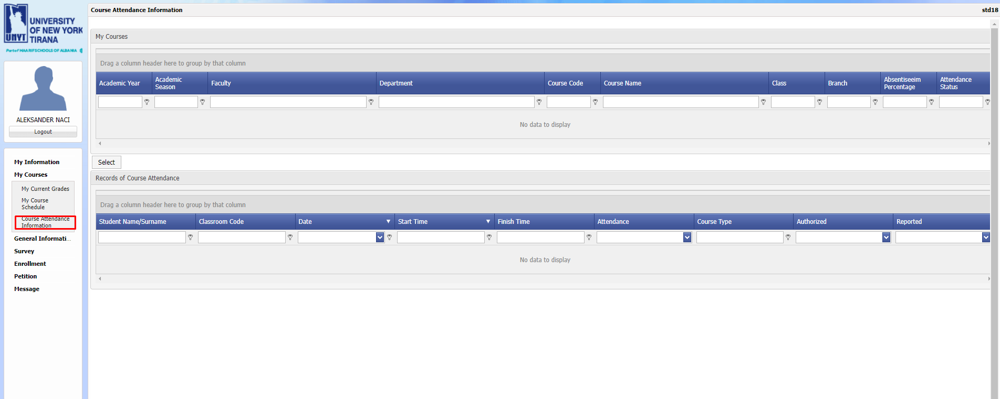 UNIVERSITY
OF NEW YORK
TIRANA
UNYT
Part of MAARIF SCHOOLS OF ALBANIA
ALEKSANDER NACI
Logout
My Information
My Courses
My Current Grades
My Course
Schedule
Course Attendance
Information
General Informati...
Survey
Enrollment
Petition
Message
Course Attendance Information
std18
My Courses
Drag a column header here to group by that column
Academic Year
Academic
Season
Faculty
Department
Course Code
Course Name
Class
Branch
Absentiseeim
Percentage
Attendance
Status
No data to display
Select
Records of Course Attendance
Drag a column header here to group by that column
Student Name/Surname
Classroom Code
Date
Start Time
Finish Time
Attendance
Course Type
Authorized
Reported
No data to display